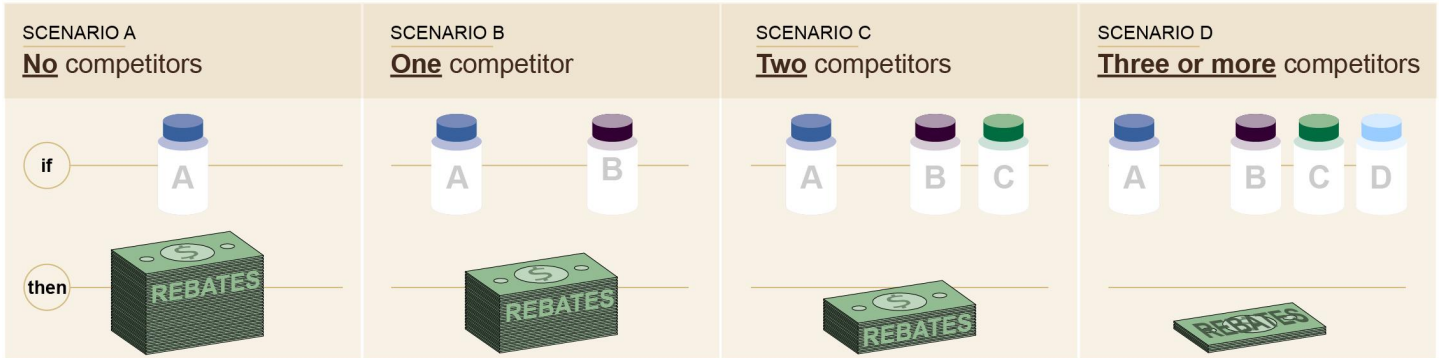 SCENARIO A
No competitors
SCENARIO B
One competitor
SCENARIO C
Two competitors
SCENARIO D
Three or more competitors
if
A
A
B
A
B
C
A
B
C
D
then
$
REBATES
$
REBATES
$
REBATES
REBATES